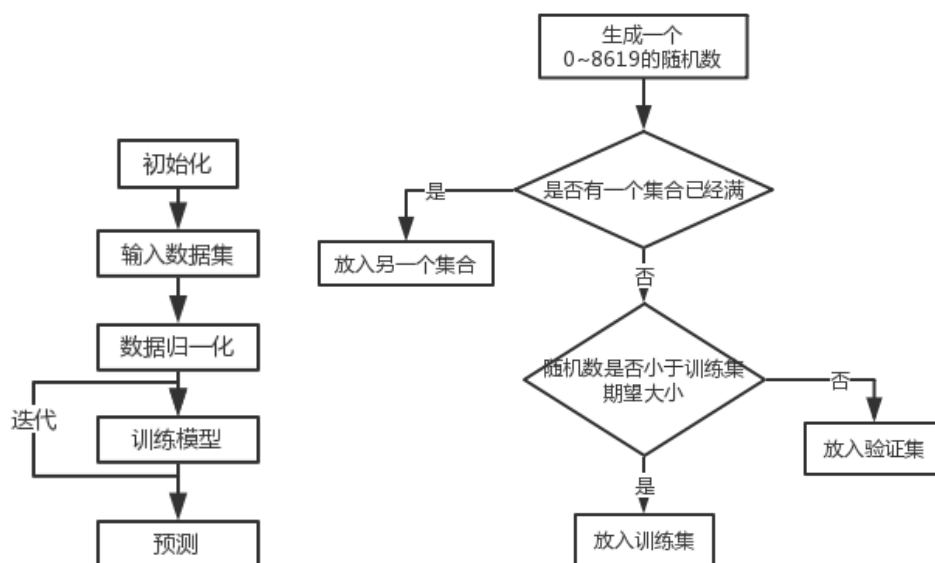 初始化
输入数据集
数据归一化
迭代
训练模型
预测
生成一个
0~8619的随机数
是否有一个集合已经满
是
放入另一个集合
否
随机数是否小于训练集
期望大小
否
放入验证集
是
放入训练集